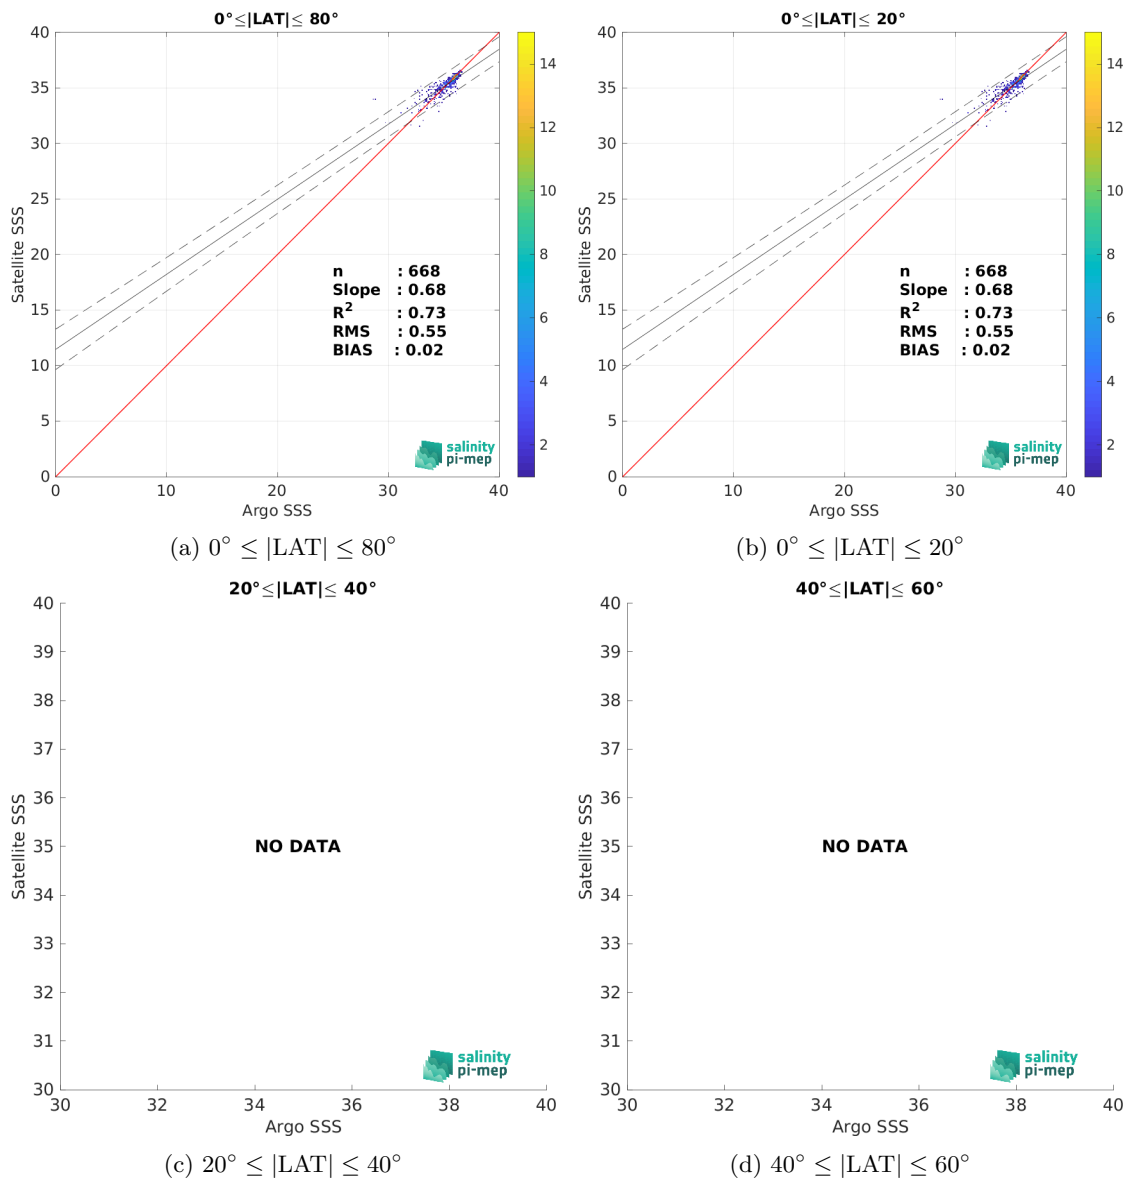 0°≤|LAT|≤ 80°
40
35
30
25
20
15
10
5
0
Satellite SSS
0
10
20
30
40
Argo SSS
14
12
10
8
6
4
2
n : 668
Slope : 0.68
R² : 0.73
RMS : 0.55
BIAS : 0.02
salinity
pi-mep
(a) 0° ≤ |LAT| ≤ 80°
0°≤|LAT|≤ 20°
40
35
30
25
20
15
10
5
0
Satellite SSS
0
10
20
30
40
Argo SSS
14
12
10
8
6
4
2
n : 668
Slope : 0.68
R² : 0.73
RMS : 0.55
BIAS : 0.02
salinity
pi-mep
(b) 0° ≤ |LAT| ≤ 20°
20°≤|LAT|≤ 40°
40
39
38
37
36
35
34
33
32
31
30
Satellite SSS
NO DATA
salinity
pi-mep
30
32
34
36
38
40
Argo SSS
(c) 20° ≤ |LAT| ≤ 40°
40°≤|LAT|≤ 60°
40
39
38
37
36
35
34
33
32
31
30
Satellite SSS
NO DATA
salinity
pi-mep
30
32
34
36
38
40
Argo SSS
(d) 40° ≤ |LAT| ≤ 60°